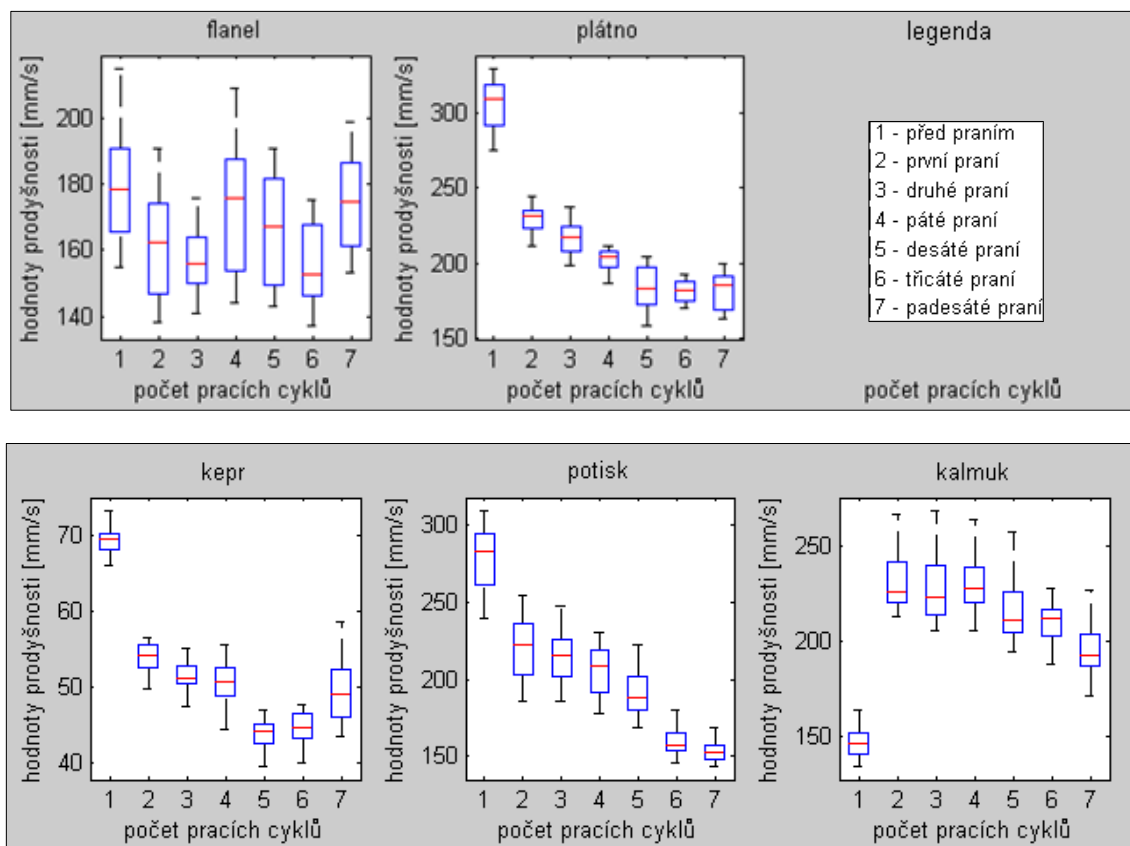 flanel
hodnoty prodyšnosti [mm/s]
200
180
160
140
1 2 3 4 5 6 7
počet pracích cyklů
plátno
hodnoty prodyšnosti [mm/s]
300
250
200
150
1 2 3 4 5 6 7
počet pracích cyklů
legenda
1 - před praním
2 - první praní
3 - druhé praní
4 - páté praní
5 - desáté praní
6 - třicáté praní
7 - padesáté praní
počet pracích cyklů
kepr
hodnoty prodyšnosti [mm/s]
70
60
50
40
1 2 3 4 5 6 7
počet pracích cyklů
potisk
hodnoty prodyšnosti [mm/s]
300
250
200
150
1 2 3 4 5 6 7
počet pracích cyklů
kalmuk
hodnoty prodyšnosti [mm/s]
250
200
150
1 2 3 4 5 6 7
počet pracích cyklů